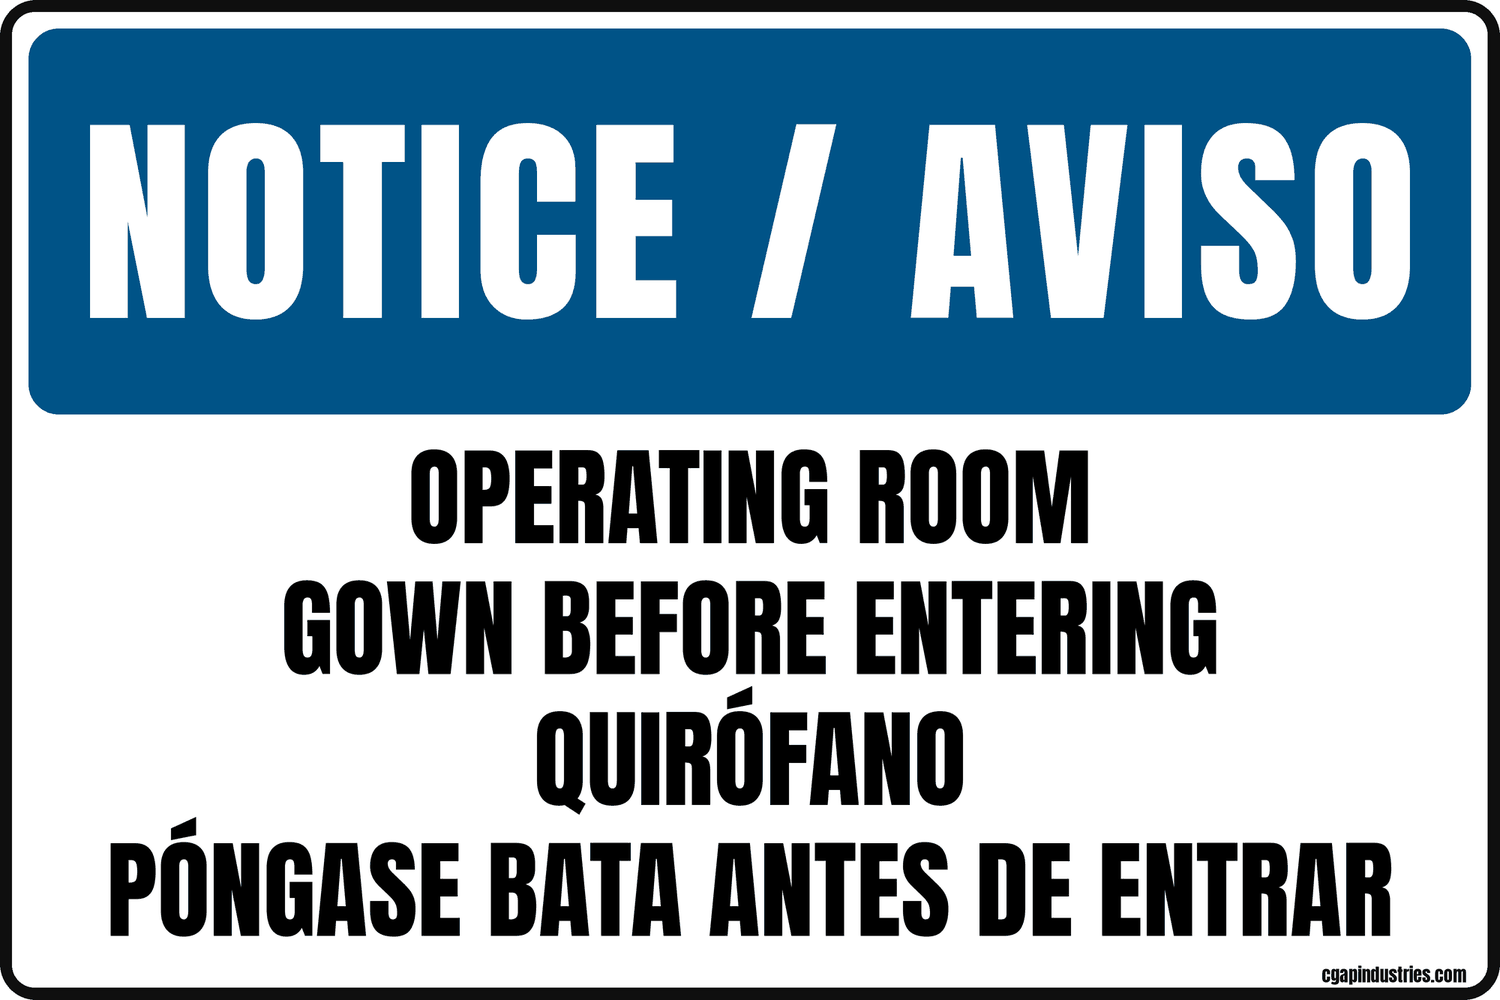 NOTICE / AVISO
OPERATING ROOM
GOWN BEFORE ENTERING
QUIRÓFANO
PÓNGASE BATA ANTES DE ENTRAR
cgapindustries.com